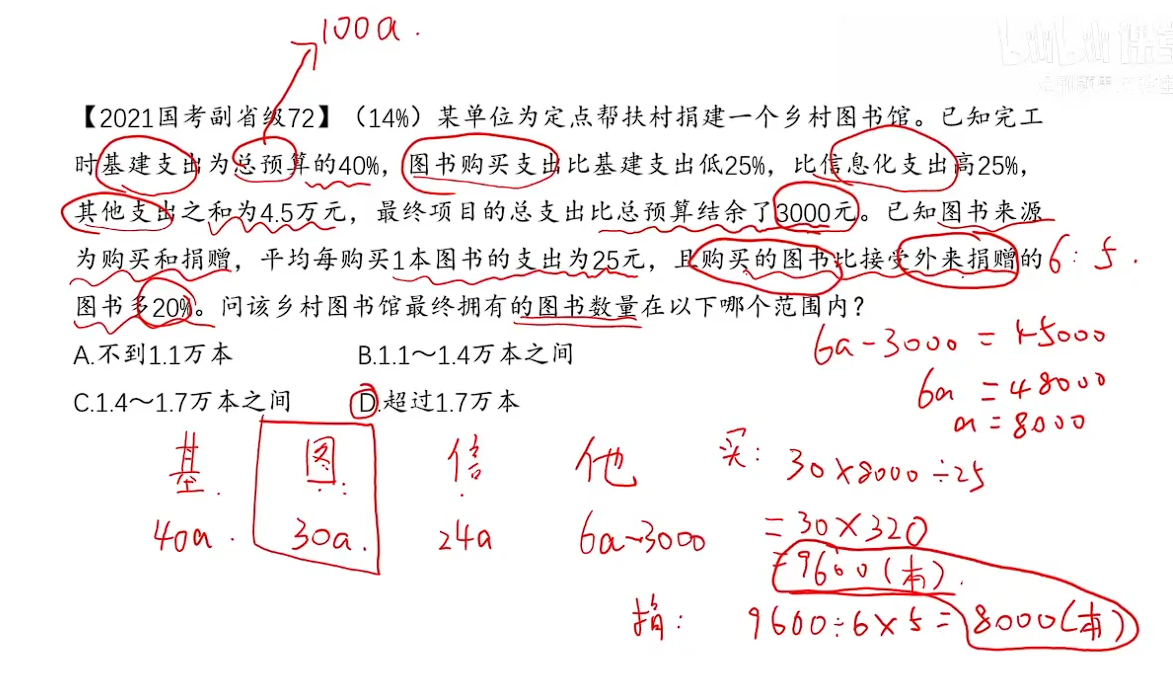 100a.
【2021国考副省级72】（14%）某单位为定点帮扶村捐建一个乡村图书馆。已知完工
时基建支出为总预算的40%，图书购买支出比基建支出低25%，比信息化支出高25%，
其他支出之和为4.5万元，最终项目的总支出比总预算结余了3000元。已知图书来源
为购买和捐赠，平均每购买1本图书的支出为25元，且购买的图书比接受外来捐赠的
6:5.
图书多20%。问该乡村图书馆最终拥有的图书数量在以下哪个范围内？
A.不到1.1万本
B.1.1～1.4万本之间
C.1.4～1.7万本之间
D.超过1.7万本
6a-3000=45000
6a=48000
a=8000
基 图 信 他
40a. 30a. 24a 6a-3000
买: 30×8000÷25
=30×320
=9600(本).
捐: 9600÷6×5=8000(本)